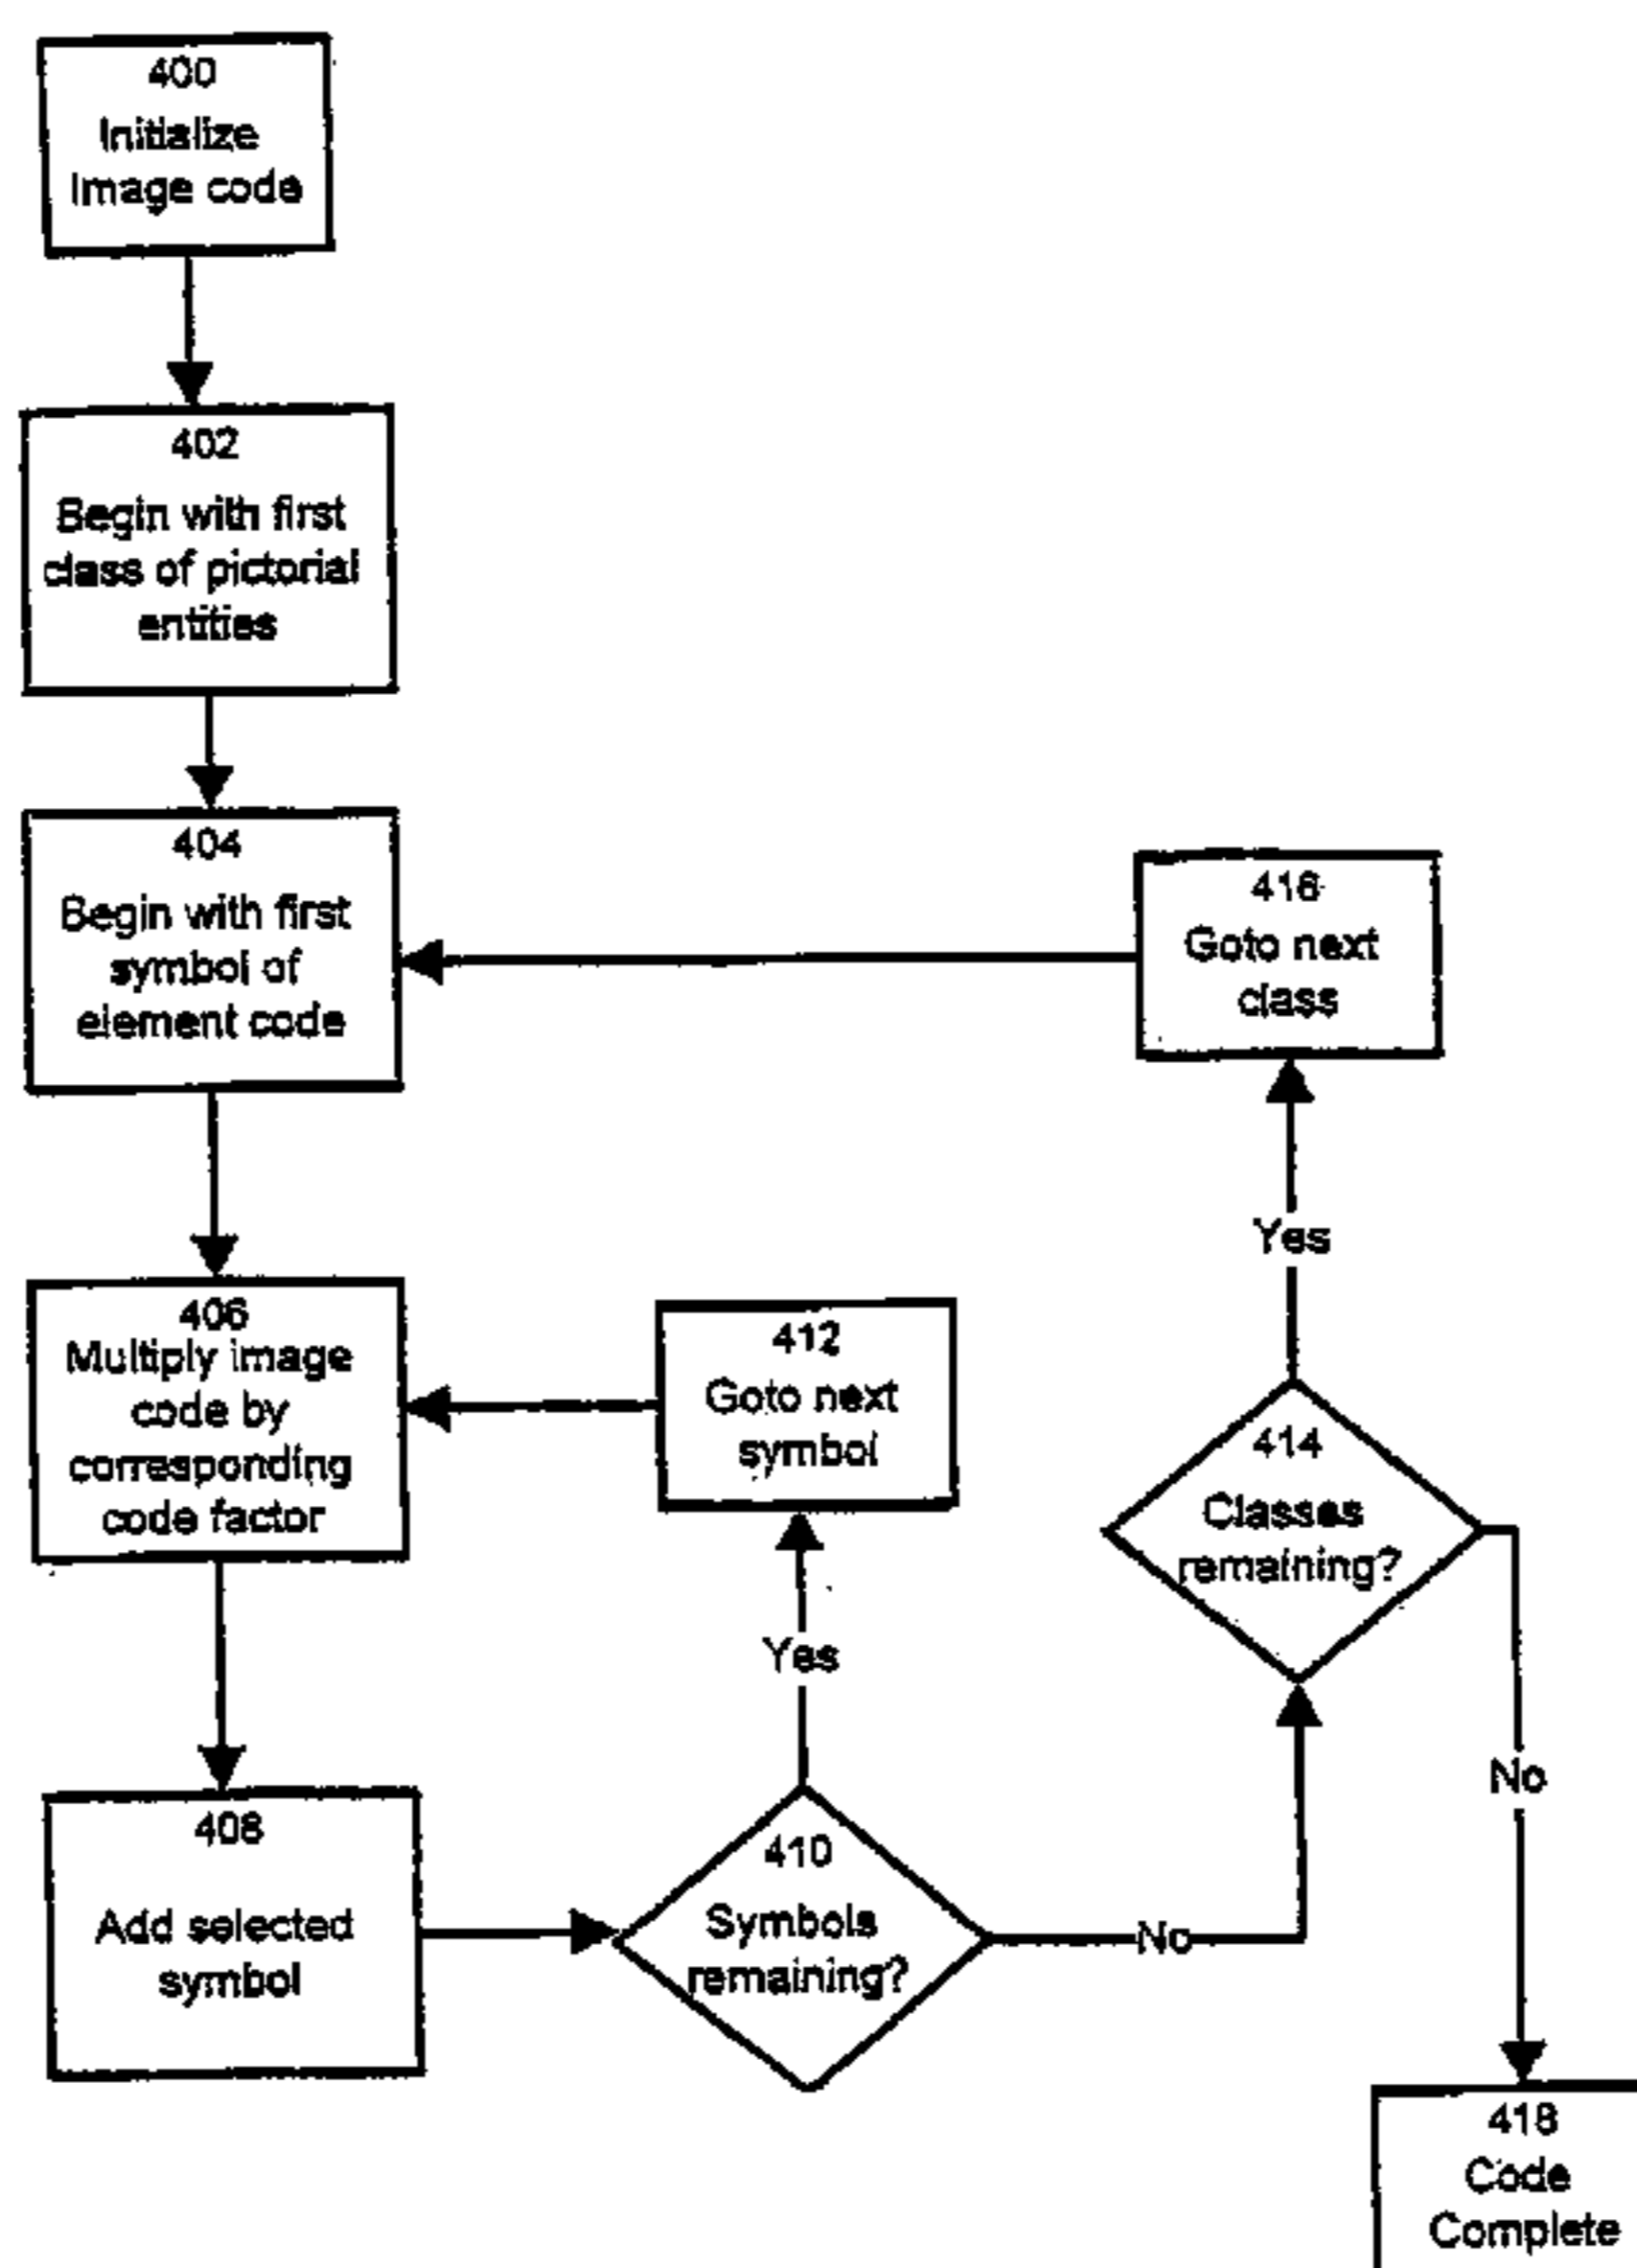 400
Initialize
Image code
402
Begin with first
class of pictorial
entities
404
Begin with first
symbol of
element code
416
Goto next
class
Yes
406
Multiply image
code by
corresponding
code factor
412
Goto next
symbol
414
Classes
remaining?
Yes
No
408
Add selected
symbol
410
Symbols
remaining?
No
418
Code
Complete